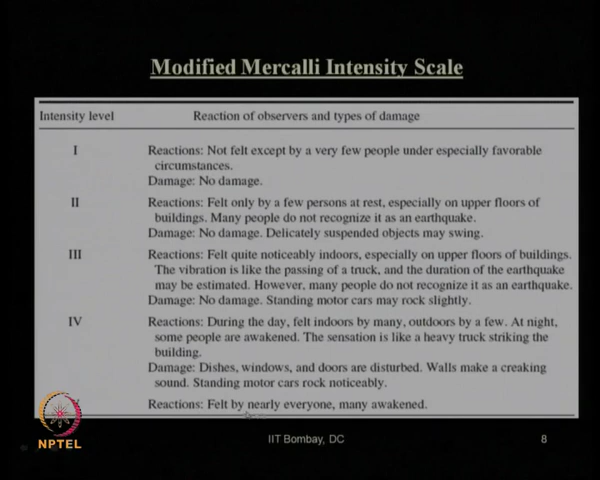 Modified Mercalli Intensity Scale
Intensity level Reaction of observers and types of damage
I Reactions: Not felt except by a very few people under especially favorable
circumstances.
Damage: No damage.
II Reactions: Felt only by a few persons at rest, especially on upper floors of
buildings. Many people do not recognize it as an earthquake.
Damage: No damage. Delicately suspended objects may swing.
III Reactions: Felt quite noticeably indoors, especially on upper floors of buildings.
The vibration is like the passing of a truck, and the duration of the earthquake
may be estimated. However, many people do not recognize it as an earthquake.
Damage: No damage. Standing motor cars may rock slightly.
IV Reactions: During the day, felt indoors by many, outdoors by a few. At night,
some people are awakened. The sensation is like a heavy truck striking the
building.
Damage: Dishes, windows, and doors are disturbed. Walls make a creaking
sound. Standing motor cars rock noticeably.
Reactions: Felt by nearly everyone, many awakened.
NPTEL
IIT Bombay, DC 8